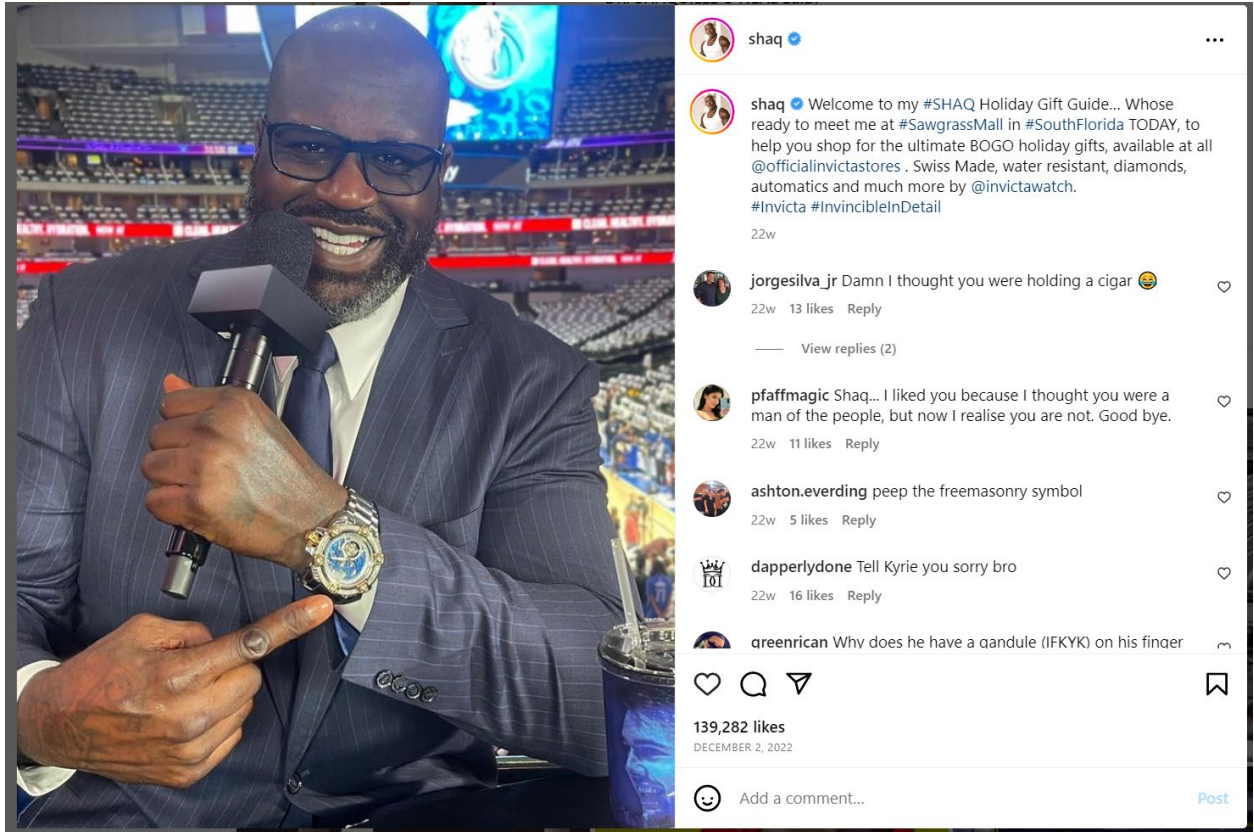 shaq
shaq Welcome to my #SHAQ Holiday Gift Guide... Whose
ready to meet me at #SawgrassMall in #SouthFlorida TODAY, to
help you shop for the ultimate BOGO holiday gifts, available at all
@officialinvictastores . Swiss Made, water resistant, diamonds,
automatics and much more by @invictawatch.
#Invicta #InvincibleInDetail
22w
jorgesilva_jr Damn I thought you were holding a cigar 😂
22w 13 likes Reply
View replies (2)
pfaffmagic Shaq... I liked you because I thought you were a
man of the people, but now I realise you are not. Good bye.
22w 11 likes Reply
ashton.everding peep the freemasonry symbol
22w 5 likes Reply
dapperlydone Tell Kyrie you sorry bro
22w 16 likes Reply
greenrican Why does he have a gandule (IFKYK) on his finger
139,282 likes
DECEMBER 2, 2022
Add a comment...
Post